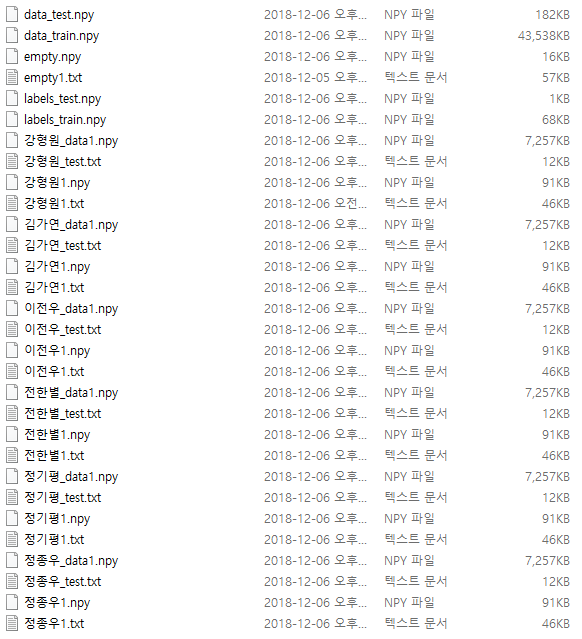 data_test.npy 2018-12-06 오후... NPY 파일 182KB
data_train.npy 2018-12-06 오후... NPY 파일 43,538KB
empty.npy 2018-12-06 오후... NPY 파일 16KB
empty1.txt 2018-12-05 오후... 텍스트 문서 57KB
labels_test.npy 2018-12-06 오후... NPY 파일 1KB
labels_train.npy 2018-12-06 오후... NPY 파일 68KB
강형원_data1.npy 2018-12-06 오후... NPY 파일 7,257KB
강형원_test.txt 2018-12-06 오후... 텍스트 문서 12KB
강형원1.npy 2018-12-06 오후... NPY 파일 91KB
강형원1.txt 2018-12-06 오전... 텍스트 문서 46KB
김가연_data1.npy 2018-12-06 오후... NPY 파일 7,257KB
김가연_test.txt 2018-12-06 오후... 텍스트 문서 12KB
김가연1.npy 2018-12-06 오후... NPY 파일 91KB
김가연1.txt 2018-12-06 오후... 텍스트 문서 46KB
이전우_data1.npy 2018-12-06 오후... NPY 파일 7,257KB
이전우_test.txt 2018-12-06 오후... 텍스트 문서 12KB
이전우1.npy 2018-12-06 오후... NPY 파일 91KB
이전우1.txt 2018-12-06 오후... 텍스트 문서 46KB
전한별_data1.npy 2018-12-06 오후... NPY 파일 7,257KB
전한별_test.txt 2018-12-06 오후... 텍스트 문서 12KB
전한별1.npy 2018-12-06 오후... NPY 파일 91KB
전한별1.txt 2018-12-06 오후... 텍스트 문서 46KB
정기평_data1.npy 2018-12-06 오후... NPY 파일 7,257KB
정기평_test.txt 2018-12-06 오후... 텍스트 문서 12KB
정기평1.npy 2018-12-06 오후... NPY 파일 91KB
정기평1.txt 2018-12-06 오후... 텍스트 문서 46KB
정종우_data1.npy 2018-12-06 오후... NPY 파일 7,257KB
정종우_test.txt 2018-12-06 오후... 텍스트 문서 12KB
정종우1.npy 2018-12-06 오후... NPY 파일 91KB
정종우1.txt 2018-12-06 오후... 텍스트 문서 46KB